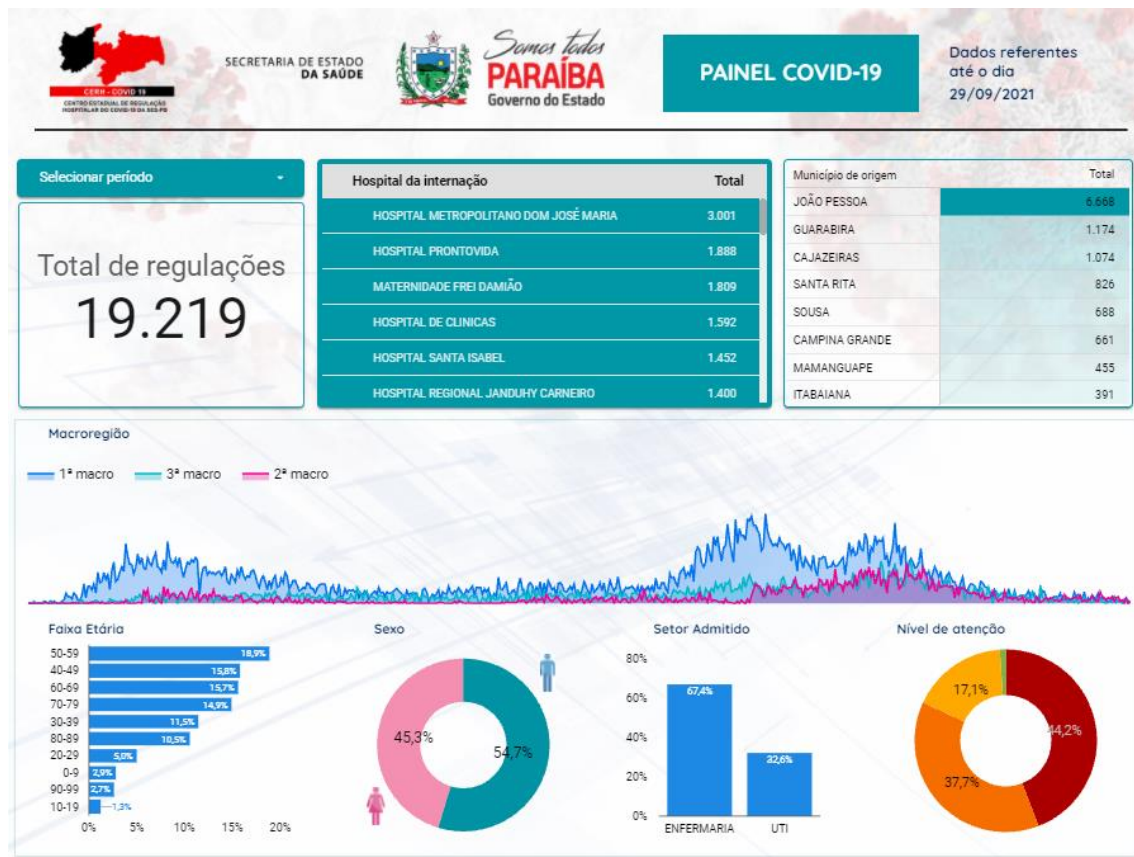 CERH - COVID 19
CENTRO ESTADUAL DE REGULAÇÃO
HOSPITALAR DO COVID-19 DA SES-PB
SECRETARIA DE ESTADO
DA SAÚDE
Somos todos
PARAÍBA
Governo do Estado
PAINEL COVID-19
Dados referentes
até o dia
29/09/2021
Selecionar período
Total de regulações
19.219
Hospital da internação Total
HOSPITAL METROPOLITANO DOM JOSÉ MARIA 3.001
HOSPITAL PRONTOVIDA 1.888
MATERNIDADE FREI DAMIÃO 1.809
HOSPITAL DE CLINICAS 1.592
HOSPITAL SANTA ISABEL 1.452
HOSPITAL REGIONAL JANDUHY CARNEIRO 1.400
Município de origem Total
JOÃO PESSOA 6.668
GUARABIRA 1.174
CAJAZEIRAS 1.074
SANTA RITA 826
SOUSA 688
CAMPINA GRANDE 661
MAMANGUAPE 455
ITABAIANA 391
Macroregião
1ª macro 3ª macro 2ª macro
Faixa Etária
50-59 18,9%
40-49 15,8%
60-69 15,7%
70-79 14,9%
30-39 11,5%
80-89 10,5%
20-29 5,0%
0-9 2,9%
90-99 2,7%
10-19 1,3%
0% 5% 10% 15% 20%
Sexo
45,3%
54,7%
Setor Admitido
80%
60%
40%
20%
0%
67,4%
32,6%
ENFERMARIA UTI
Nível de atenção
17,1%
44,2%
37,7%